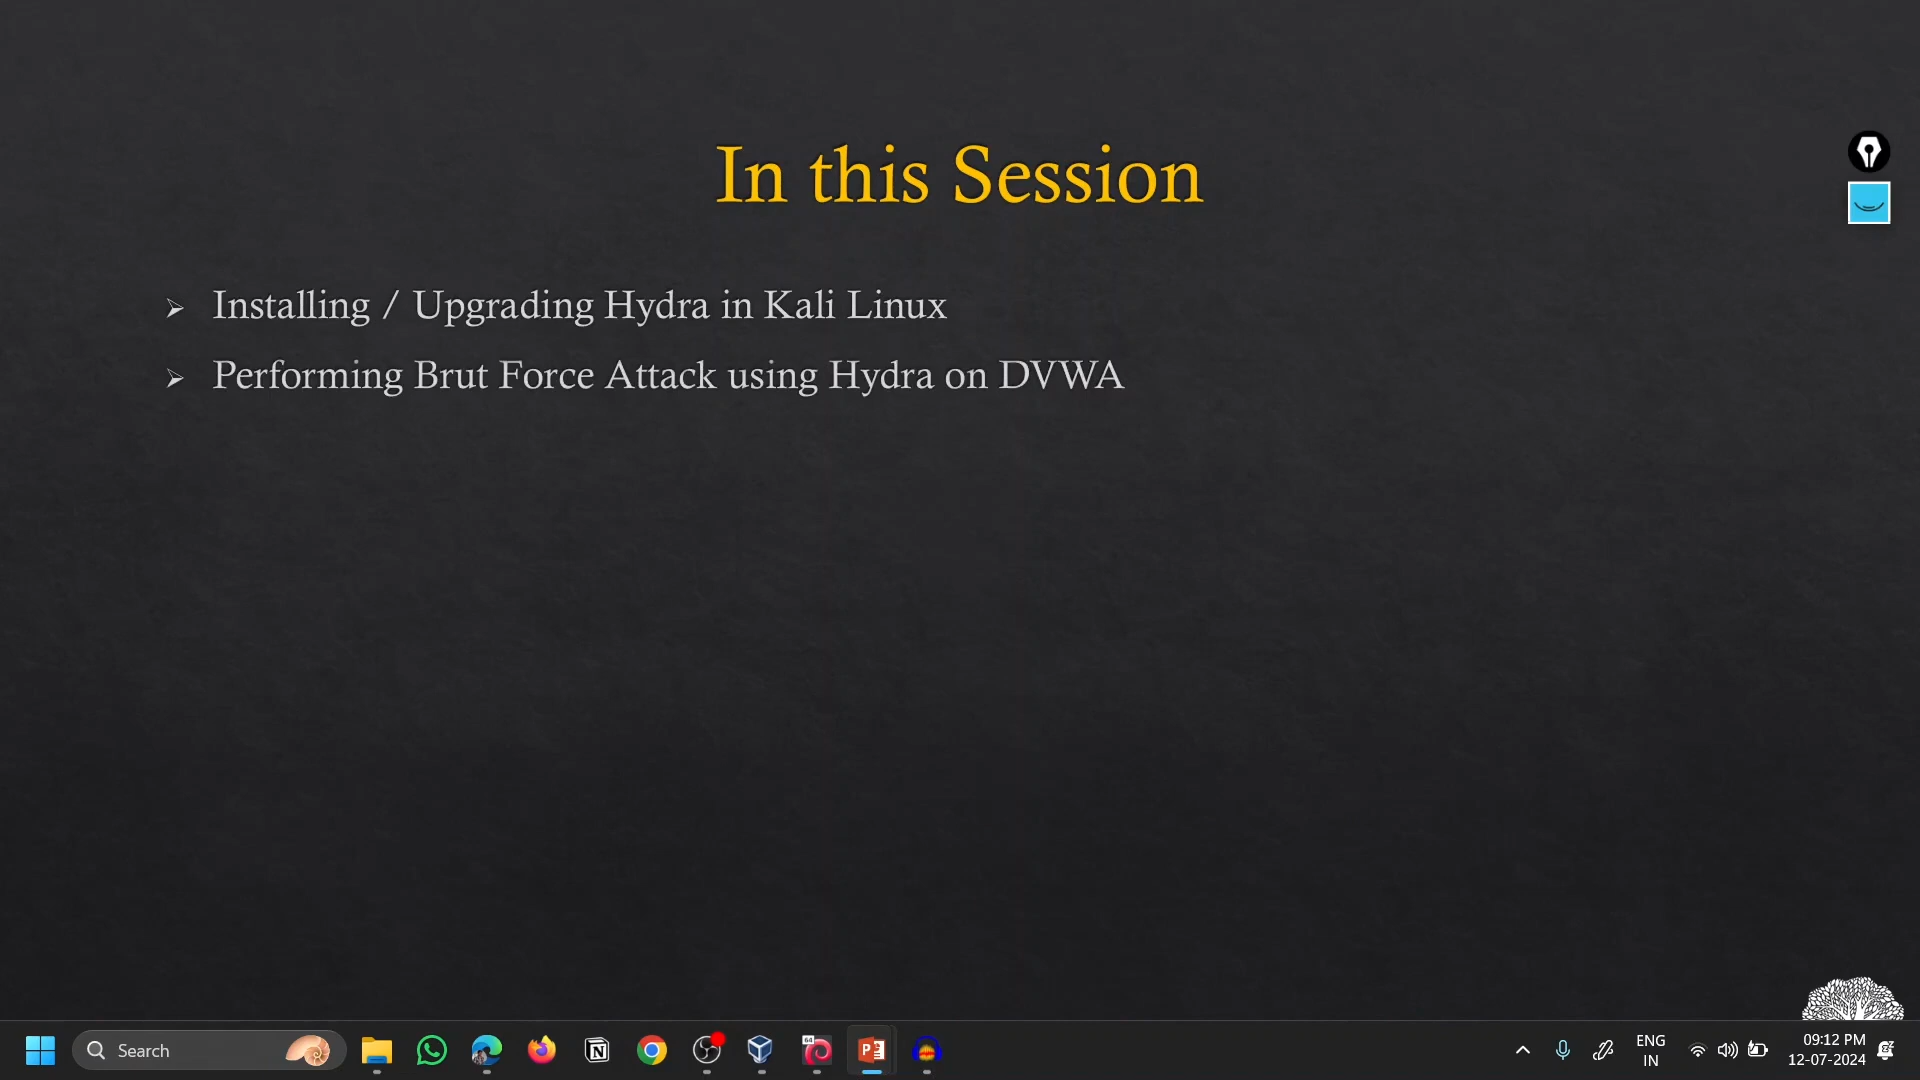 In this Session
Installing / Upgrading Hydra in Kali Linux
Performing Brut Force Attack using Hydra on DVWA
Search
64
ENG
IN
09:12 PM
12-07-2024